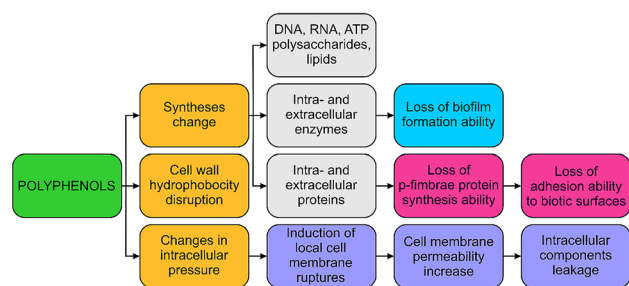 DNA, RNA, ATP
polysaccharides,
lipids
Syntheses
change
Intra- and
extracellular
enzymes
Loss of biofilm
formation ability
POLYPHENOLS
Cell wall
hydrophobocity
disruption
Intra- and
extracellular
proteins
Loss of
p-fimbrae protein
synthesis ability
Loss of
adhesion ability
to biotic surfaces
Changes in
intracellular
pressure
Induction of
local cell
membrane
ruptures
Cell membrane
permeability
increase
Intracellular
components
leakage